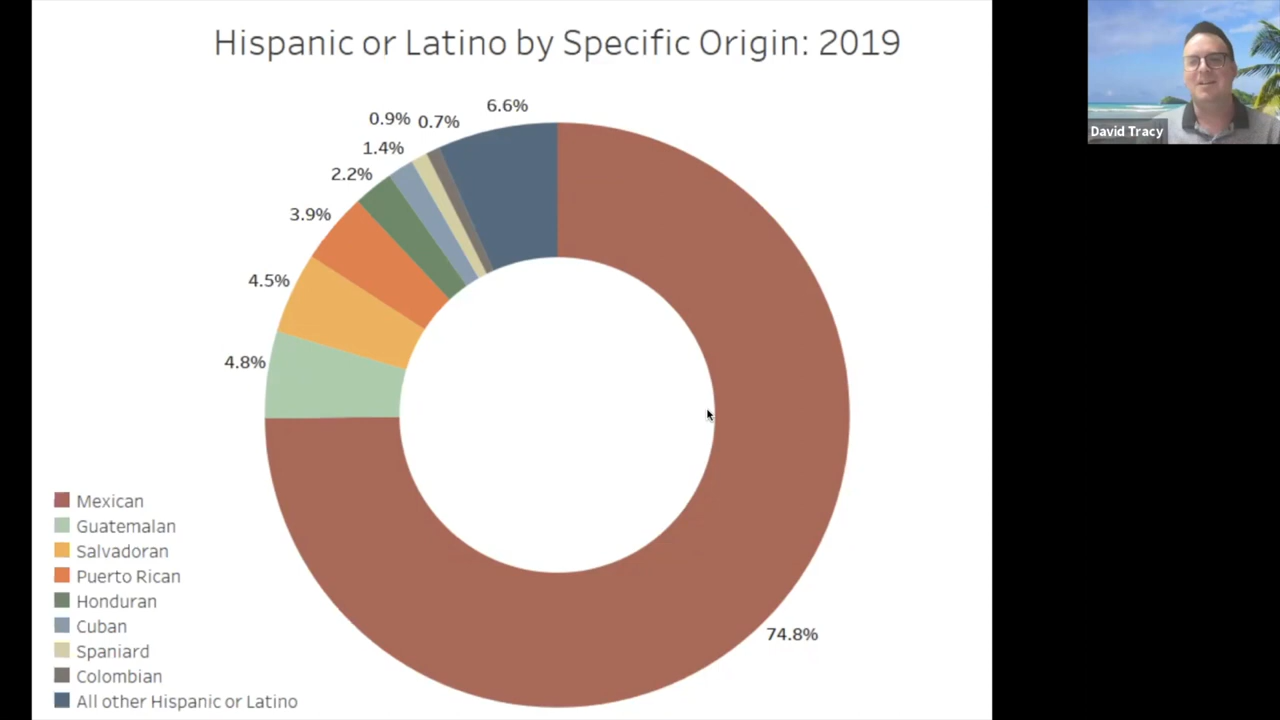 Hispanic or Latino by Specific Origin: 2019
David Tracy
6.6%
0.9%
0.7%
1.4%
2.2%
3.9%
4.5%
4.8%
74.8%
Mexican
Guatemalan
Salvadoran
Puerto Rican
Honduran
Cuban
Spaniard
Colombian
All other Hispanic or Latino